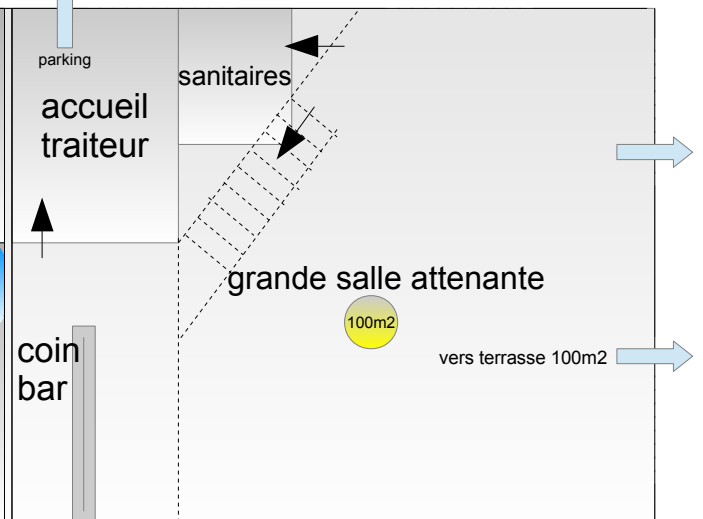 parking
sanitaires
accueil
traiteur
grande salle attenante
100m2
coin
bar
vers terrasse 100m2